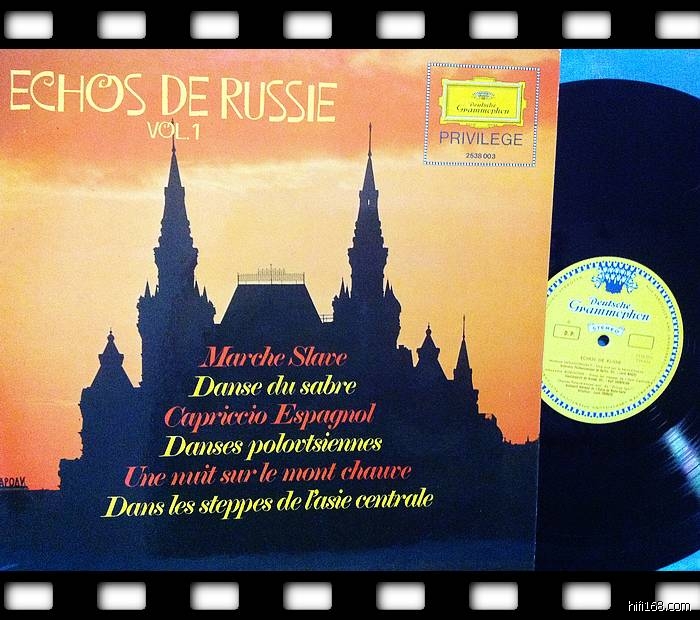 ECHOS DE RUSSIE
VOL.1
Deutsche
Grammophon
PRIVILEGE
2538 003
Marche Slave
Danse du sabre
Capriccio Espagnol
Danses polovtsiennes
Une nuit sur le mont chauve
Dans les steppes de l'asie centrale
Deutsche
Grammophon
STEREO
ECHOS DE RUSSIE
hifi168.com